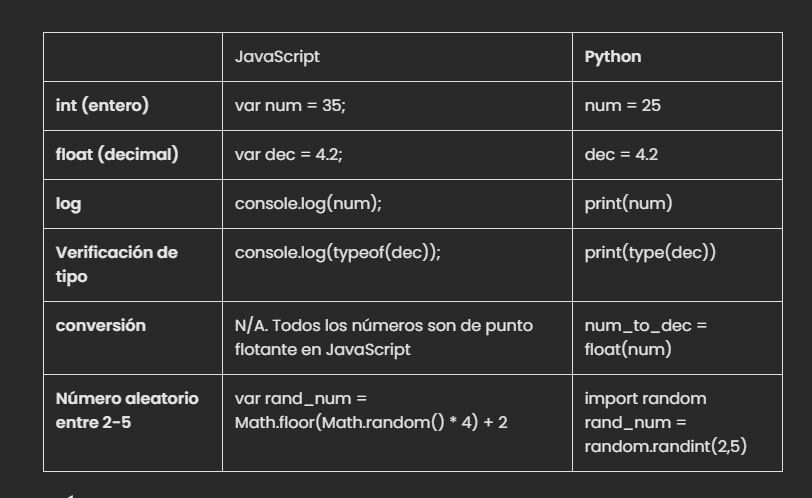 JavaScript Python
int (entero) var num = 35; num = 25
float (decimal) var dec = 4.2; dec = 4.2
log console.log(num); print(num)
Verificación de
tipo
console.log(typeof(dec)); print(type(dec))
conversión
N/A. Todos los números son de punto
flotante en JavaScript
num_to_dec =
float(num)
Número aleatorio
entre 2-5
var rand_num =
Math.floor(Math.random() * 4) + 2
import random
rand_num =
random.randint(2,5)